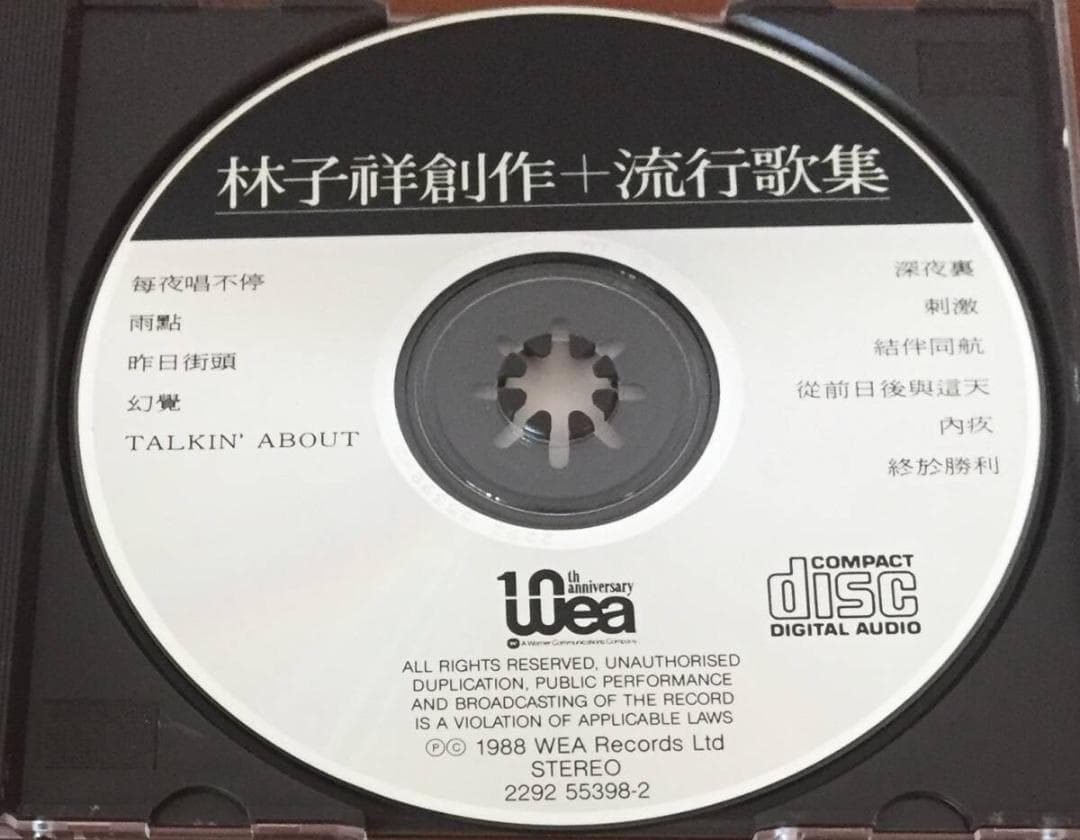 林子祥創作+流行歌集
每夜唱不停
雨點
昨日街頭
幻覺
TALKIN' ABOUT
深夜裏
刺激
結伴同航
從前日後與這天
內疚
終於勝利
10th anniversary
wea
A Warner Communications Company
COMPACT
disc
DIGITAL AUDIO
ALL RIGHTS RESERVED, UNAUTHORISED
DUPLICATION, PUBLIC PERFORMANCE
AND BROADCASTING OF THE RECORD
IS A VIOLATION OF APPLICABLE LAWS
ⓅⒸ 1988 WEA Records Ltd
STEREO
2292 55398-2